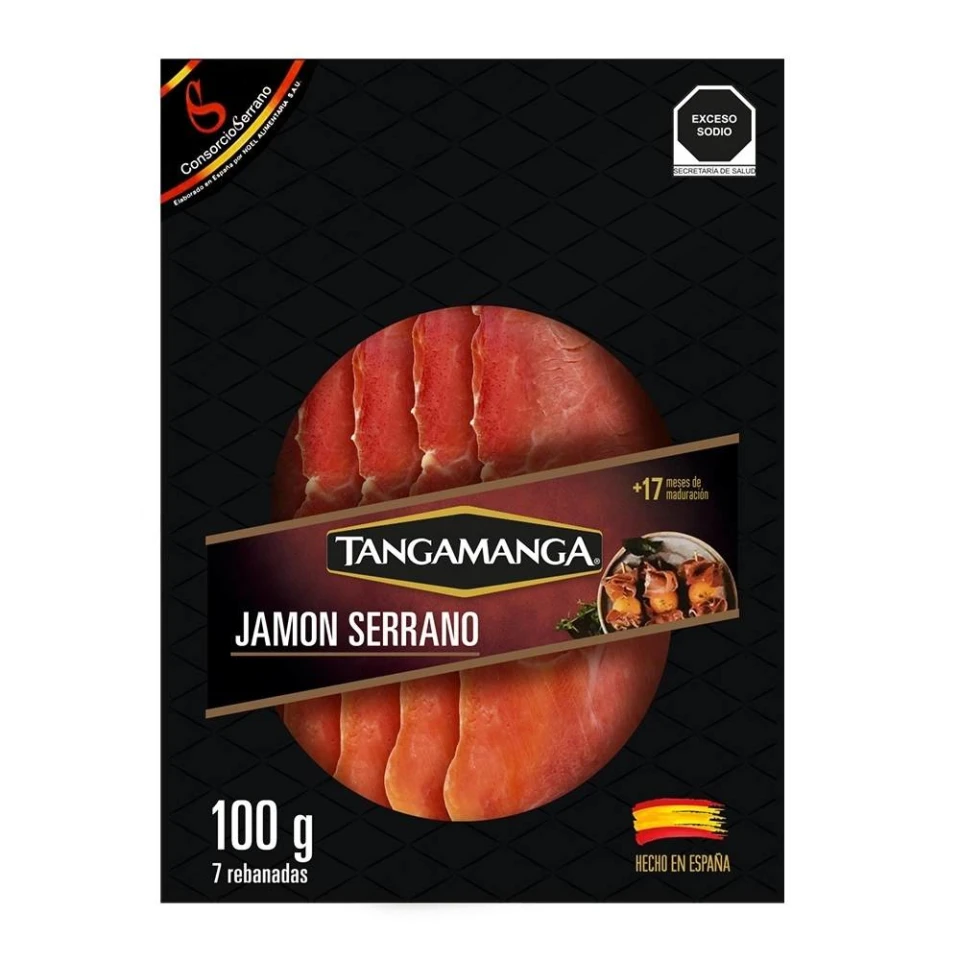 ConsorcioSerrano
Elaborado en España por NOEL ALIMENTARIA S.A.U.
EXCESO
SODIO
SECRETARÍA DE SALUD
+17 meses de
maduración
TANGAMANGA®
JAMON SERRANO
100 g
7 rebanadas
HECHO EN ESPAÑA